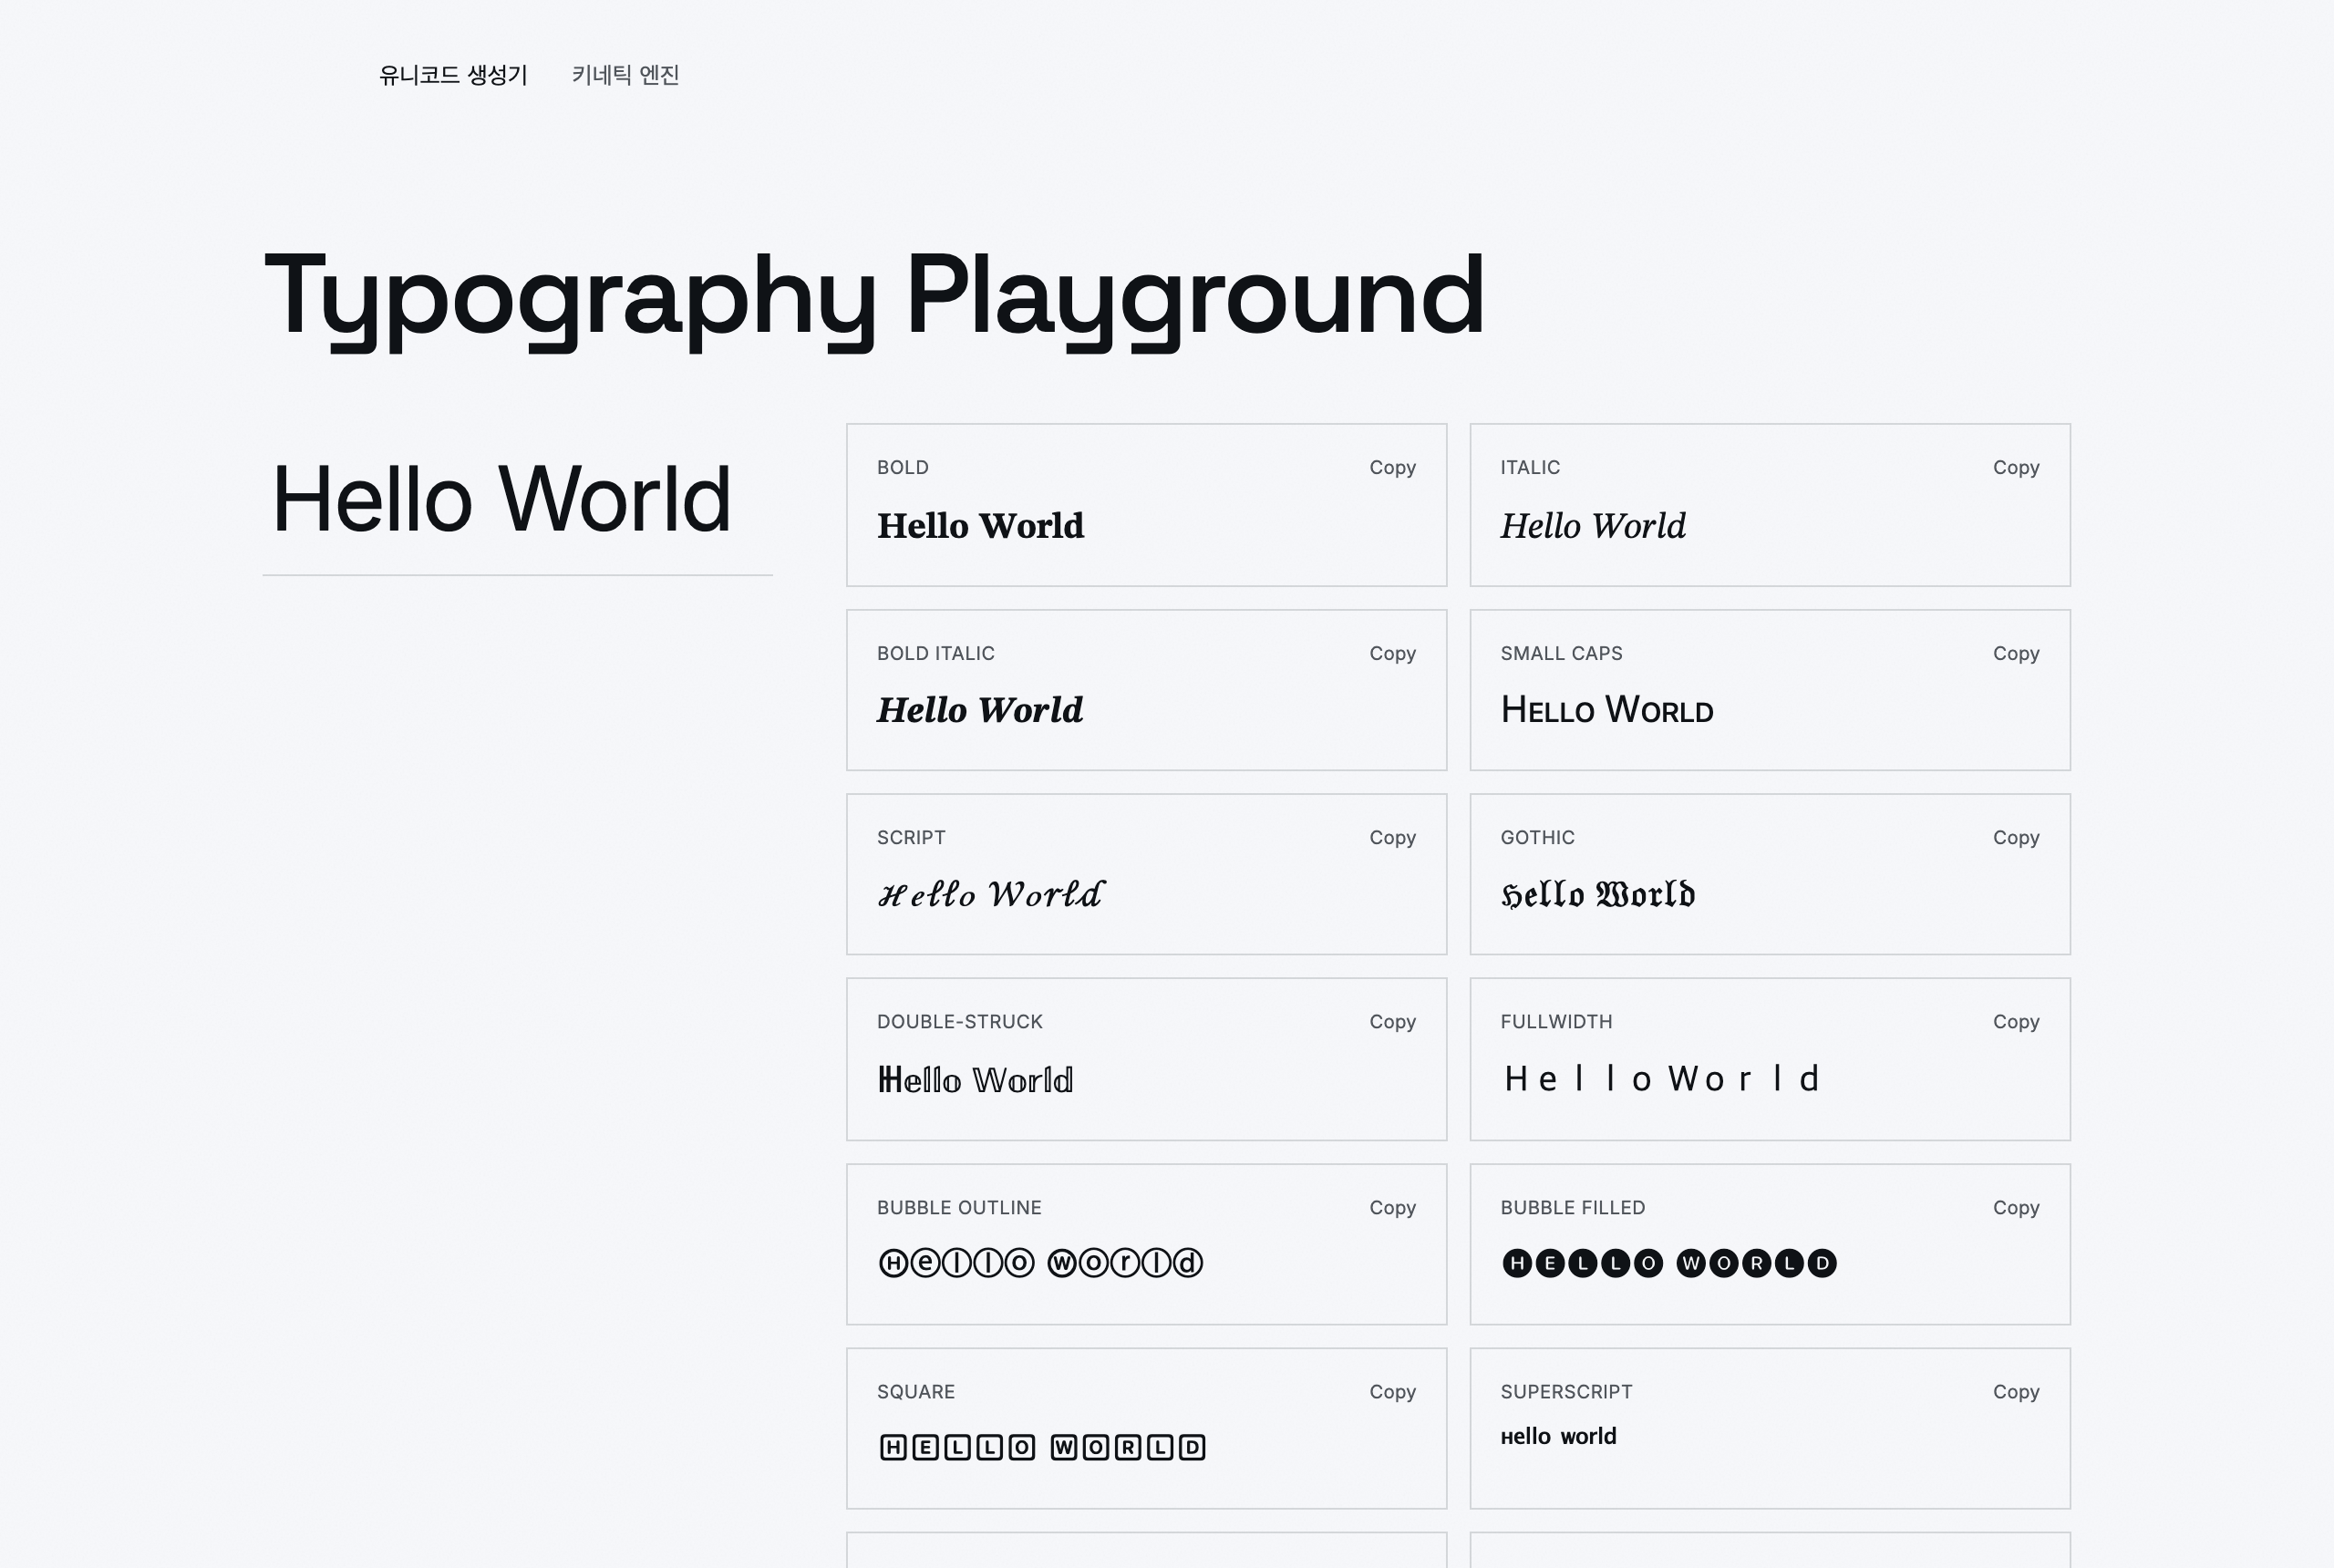 유니코드 생성기 키네틱 엔진
Typography Playground
Hello World
BOLD Copy
𝐇𝐞𝐥𝐥𝐨 𝐖𝐨𝐫𝐥𝐝
ITALIC Copy
𝐻𝑒𝑙𝑙𝑜 𝑊𝑜𝑟𝑙𝑑
BOLD ITALIC Copy
𝑯𝒆𝒍𝒍𝒐 𝑾𝒐𝒓𝒍𝒅
SMALL CAPS Copy
Hᴇʟʟᴏ Wᴏʀʟᴅ
SCRIPT Copy
ℋℯ𝓁𝓁ℴ 𝒲ℴ𝓇𝓁𝒹
GOTHIC Copy
ℌ𝔢𝔩𝔩𝔬 𝔚𝔬𝔯𝔩𝔡
DOUBLE-STRUCK Copy
ℍ𝕖𝕝𝕝𝕠 𝕎𝕠𝕣𝕝𝕕
FULLWIDTH Copy
Ｈｅｌｌｏ Ｗｏｒｌｄ
BUBBLE OUTLINE Copy
Ⓗⓔⓛⓛⓞ Ⓦⓞⓡⓛⓓ
BUBBLE FILLED Copy
🅗🅔🅛🅛🅞 🅦🅞🅡🅛🅓
SQUARE Copy
🄷🄴🄻🄻🄾 🅆🄾🅁🄻🄳
SUPERSCRIPT Copy
ᴴᵉˡˡᵒ ᵂᵒʳˡᵈ